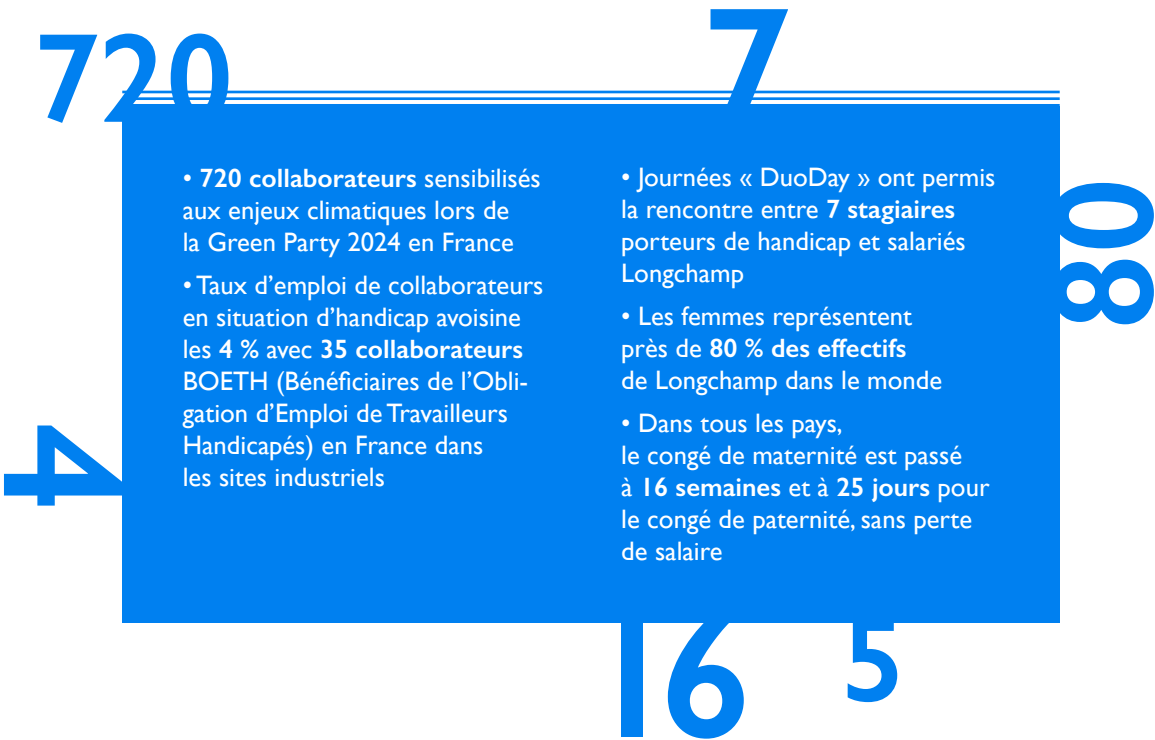 720
7
• 720 collaborateurs sensibilisés
aux enjeux climatiques lors de
la Green Party 2024 en France
• Taux d’emploi de collaborateurs
en situation d’handicap avoisine
les 4 % avec 35 collaborateurs
BOETH (Bénéficiaires de l’Obli-
gation d’Emploi de Travailleurs
Handicapés) en France dans
les sites industriels
• Journées « DuoDay » ont permis
la rencontre entre 7 stagiaires
porteurs de handicap et salariés
Longchamp
• Les femmes représentent
près de 80 % des effectifs
de Longchamp dans le monde
• Dans tous les pays,
le congé de maternité est passé
à 16 semaines et à 25 jours pour
le congé de paternité, sans perte
de salaire
08
4
16
5